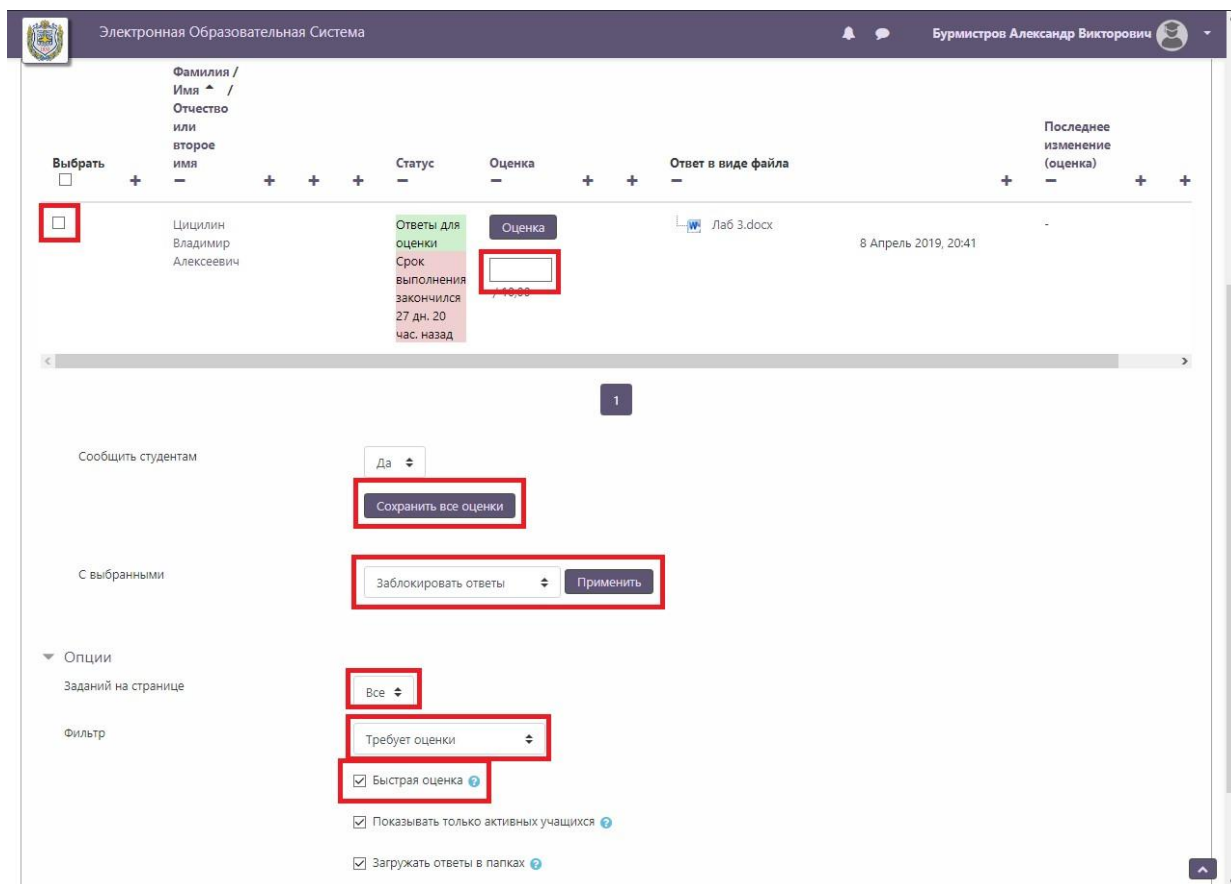 Электронная Образовательная Система
Бурмистров Александр Викторович
Фамилия /
Имя /
Отчество
или
второе
имя
Выбрать
Статус
Оценка
Ответ в виде файла
Последнее
изменение
(оценка)
Цицилин
Владимир
Алексеевич
Ответы для
оценки
Срок
выполнения
закончился
27 дн. 20
час. назад
Оценка
/ 10,00
Лаб 3.docx
8 Апрель 2019, 20:41
-
1
Сообщить студентам
Да
Сохранить все оценки
С выбранными
Заблокировать ответы
Применить
Опции
Заданий на странице
Все
Фильтр
Требует оценки
Быстрая оценка
Показывать только активных учащихся
Загружать ответы в папках